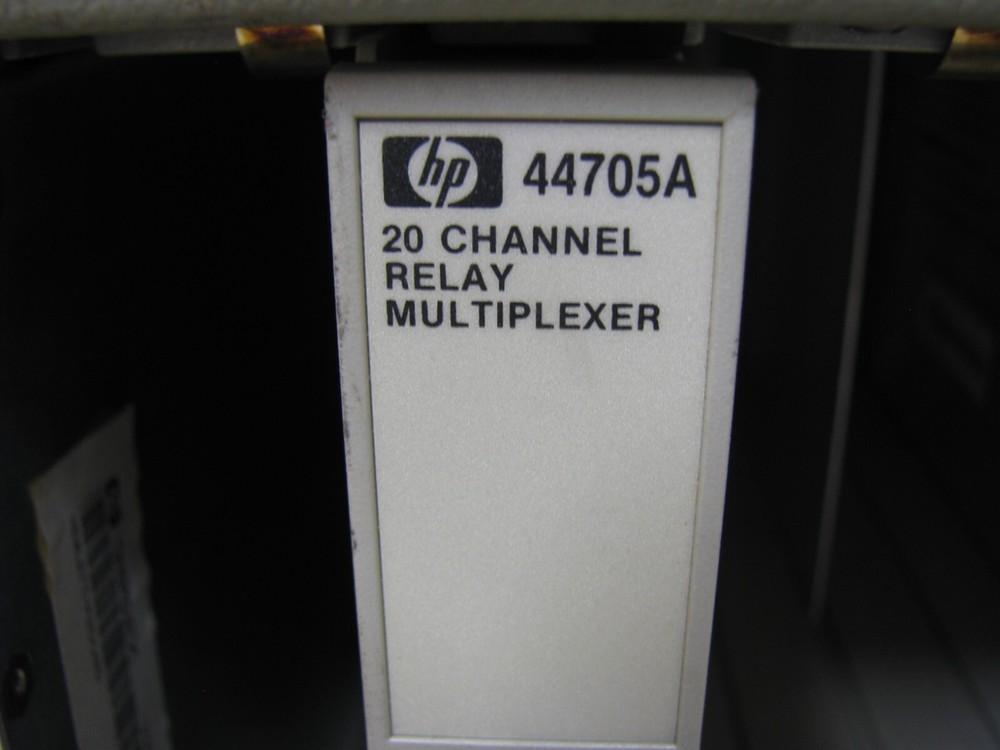 hp 44705A
20 CHANNEL
RELAY
MULTIPLEXER